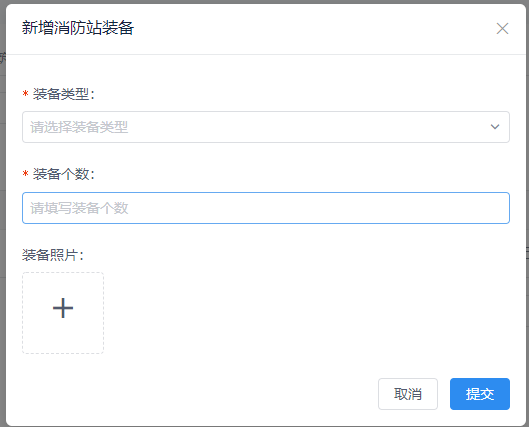 新增消防站装备
* 装备类型：
请选择装备类型
* 装备个数：
请填写装备个数
装备照片：
取消
提交